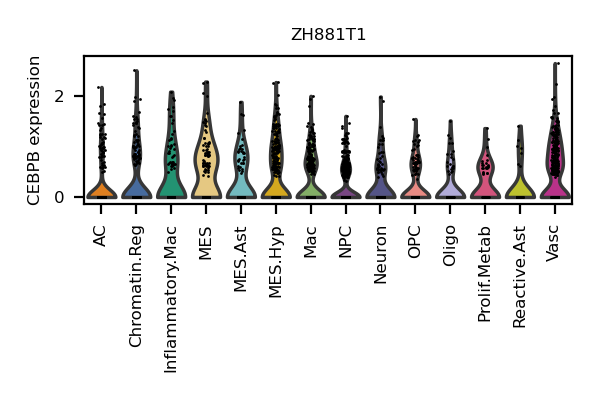 ZH881T1
CEBPB expression
2
0
AC
Chromatin.Reg
Inflammatory.Mac
MES
MES.Ast
MES.Hyp
Mac
NPC
Neuron
OPC
Oligo
Prolif.Metab
Reactive.Ast
Vasc